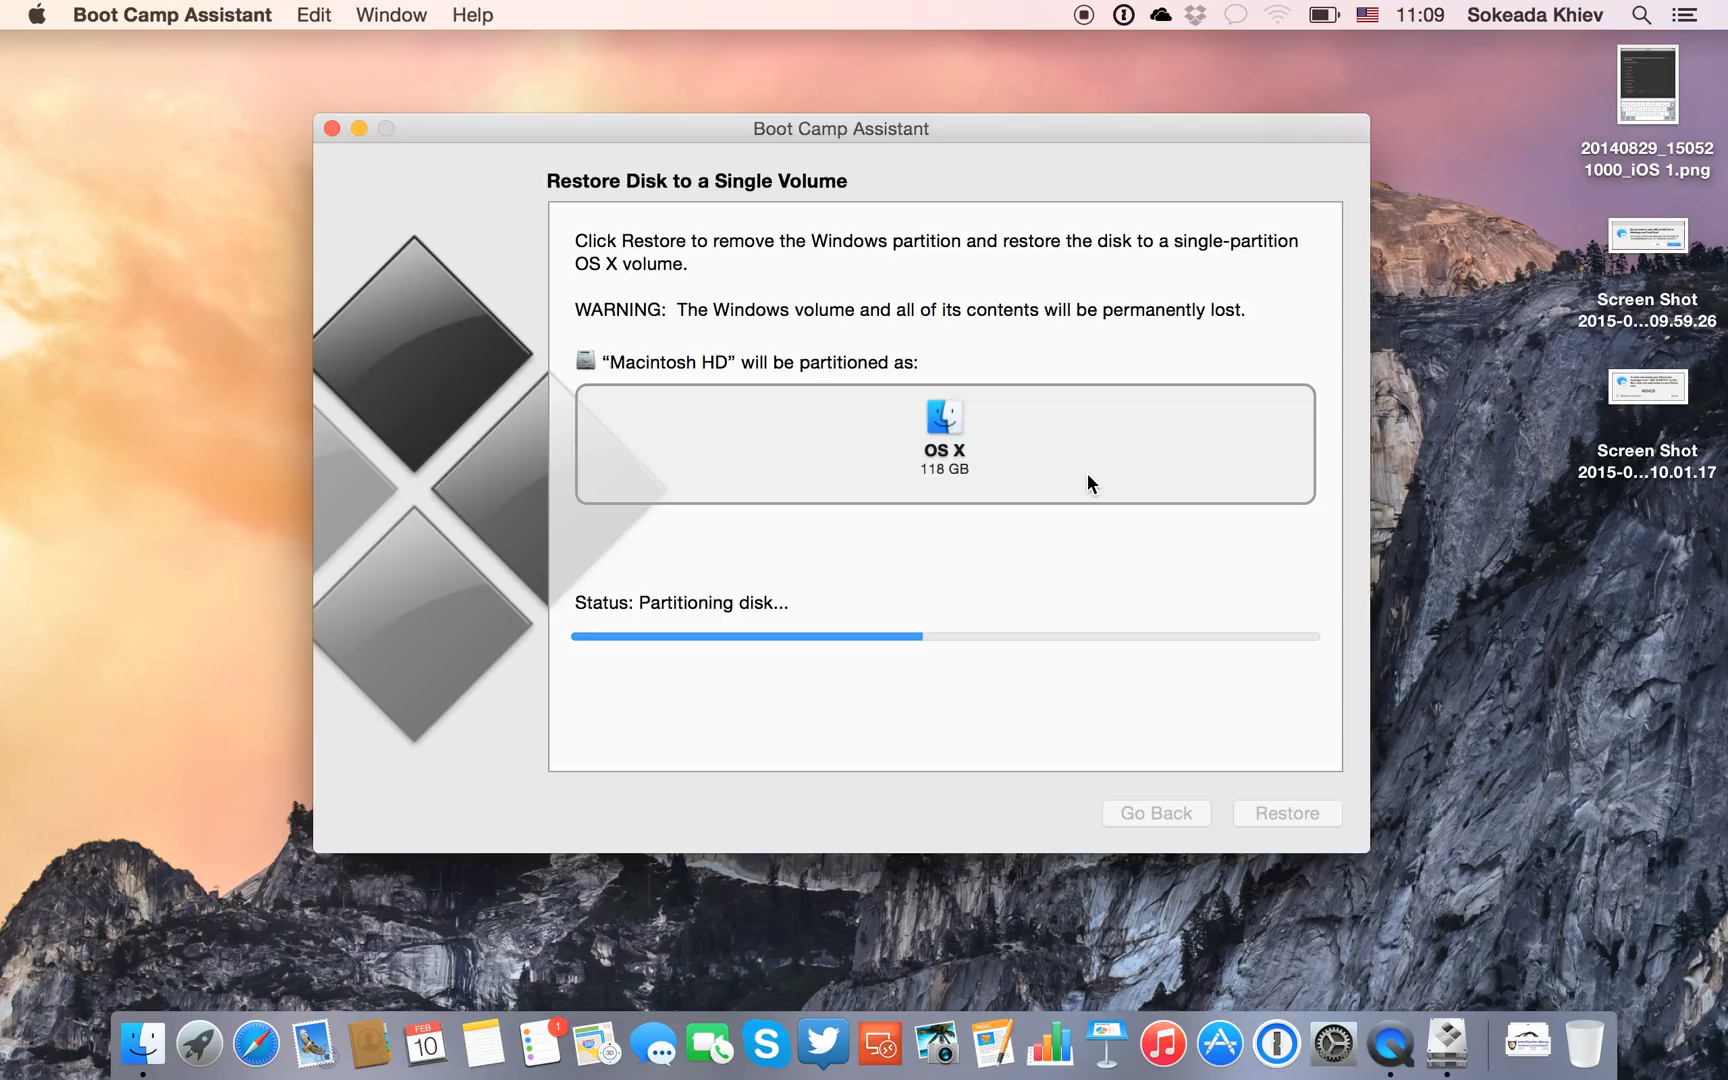 Boot Camp Assistant Edit Window Help 11:09 Sokeada Khiev
20140829_15052
1000_iOS 1.png
Screen Shot
2015-0...09.59.26
Screen Shot
2015-0...10.01.17
Boot Camp Assistant
Restore Disk to a Single Volume
Click Restore to remove the Windows partition and restore the disk to a single-partition
OS X volume.
WARNING: The Windows volume and all of its contents will be permanently lost.
“Macintosh HD” will be partitioned as:
OS X
118 GB
Status: Partitioning disk...
Go Back Restore
FEB
10
1
3D